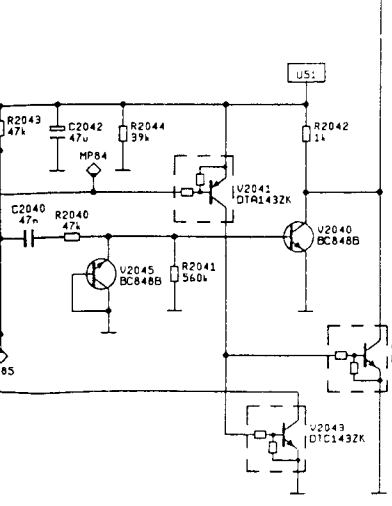 US1
R2043
47k
C2042
47u
R2044
39k
R2042
1k
MP84
V2041
DTA143ZK
C2040
47n
R2040
47k
V2040
BC848B
V2045
BC848B
R2041
560k
85
V2043
DTC143ZK